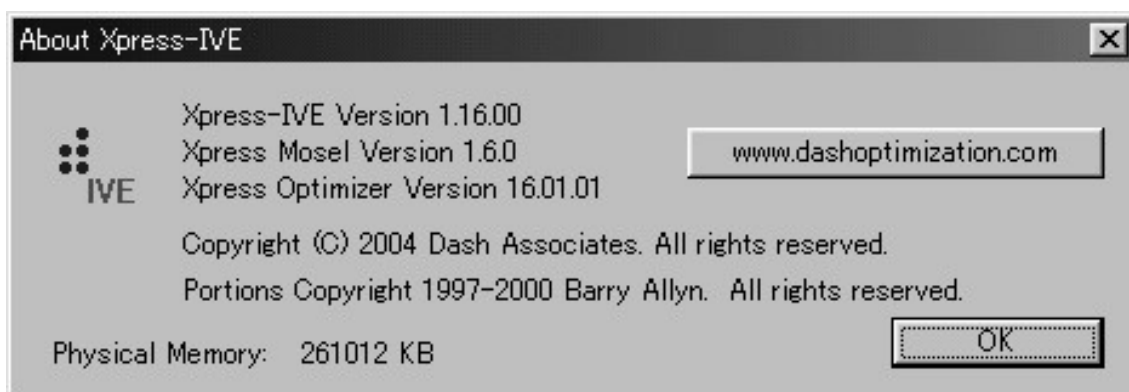 About Xpress-IVE
Xpress-IVE Version 1.16.00
Xpress Mosel Version 1.6.0
www.dashoptimization.com
IVE
Xpress Optimizer Version 16.01.01
Copyright (C) 2004 Dash Associates. All rights reserved.
Portions Copyright 1997-2000 Barry Allyn.  All rights reserved.
OK
Physical Memory:   261012 KB